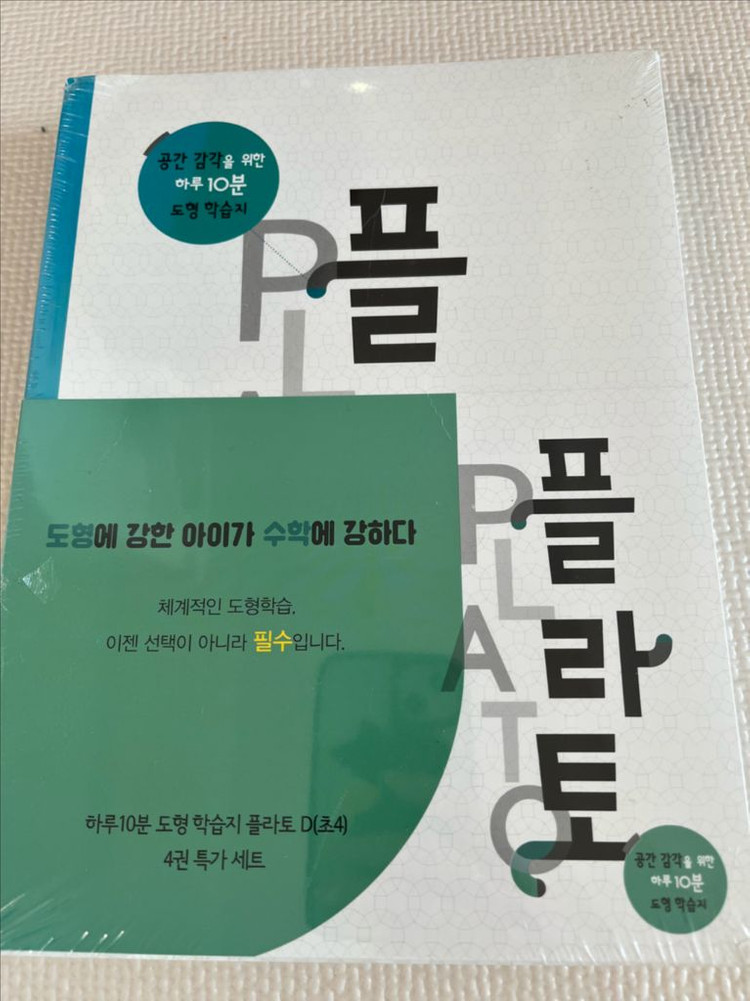 공간 감각을 위한
하루 10분
도형 학습지
플
PL
도형에 강한 아이가 수학에 강하다
체계적인 도형학습,
이젠 선택이 아니라 필수입니다.
하루10분 도형 학습지 플라토 D(초4)
4권 특가 세트
플라토
PLATO
공간 감각을 위한
하루 10분
도형 학습지